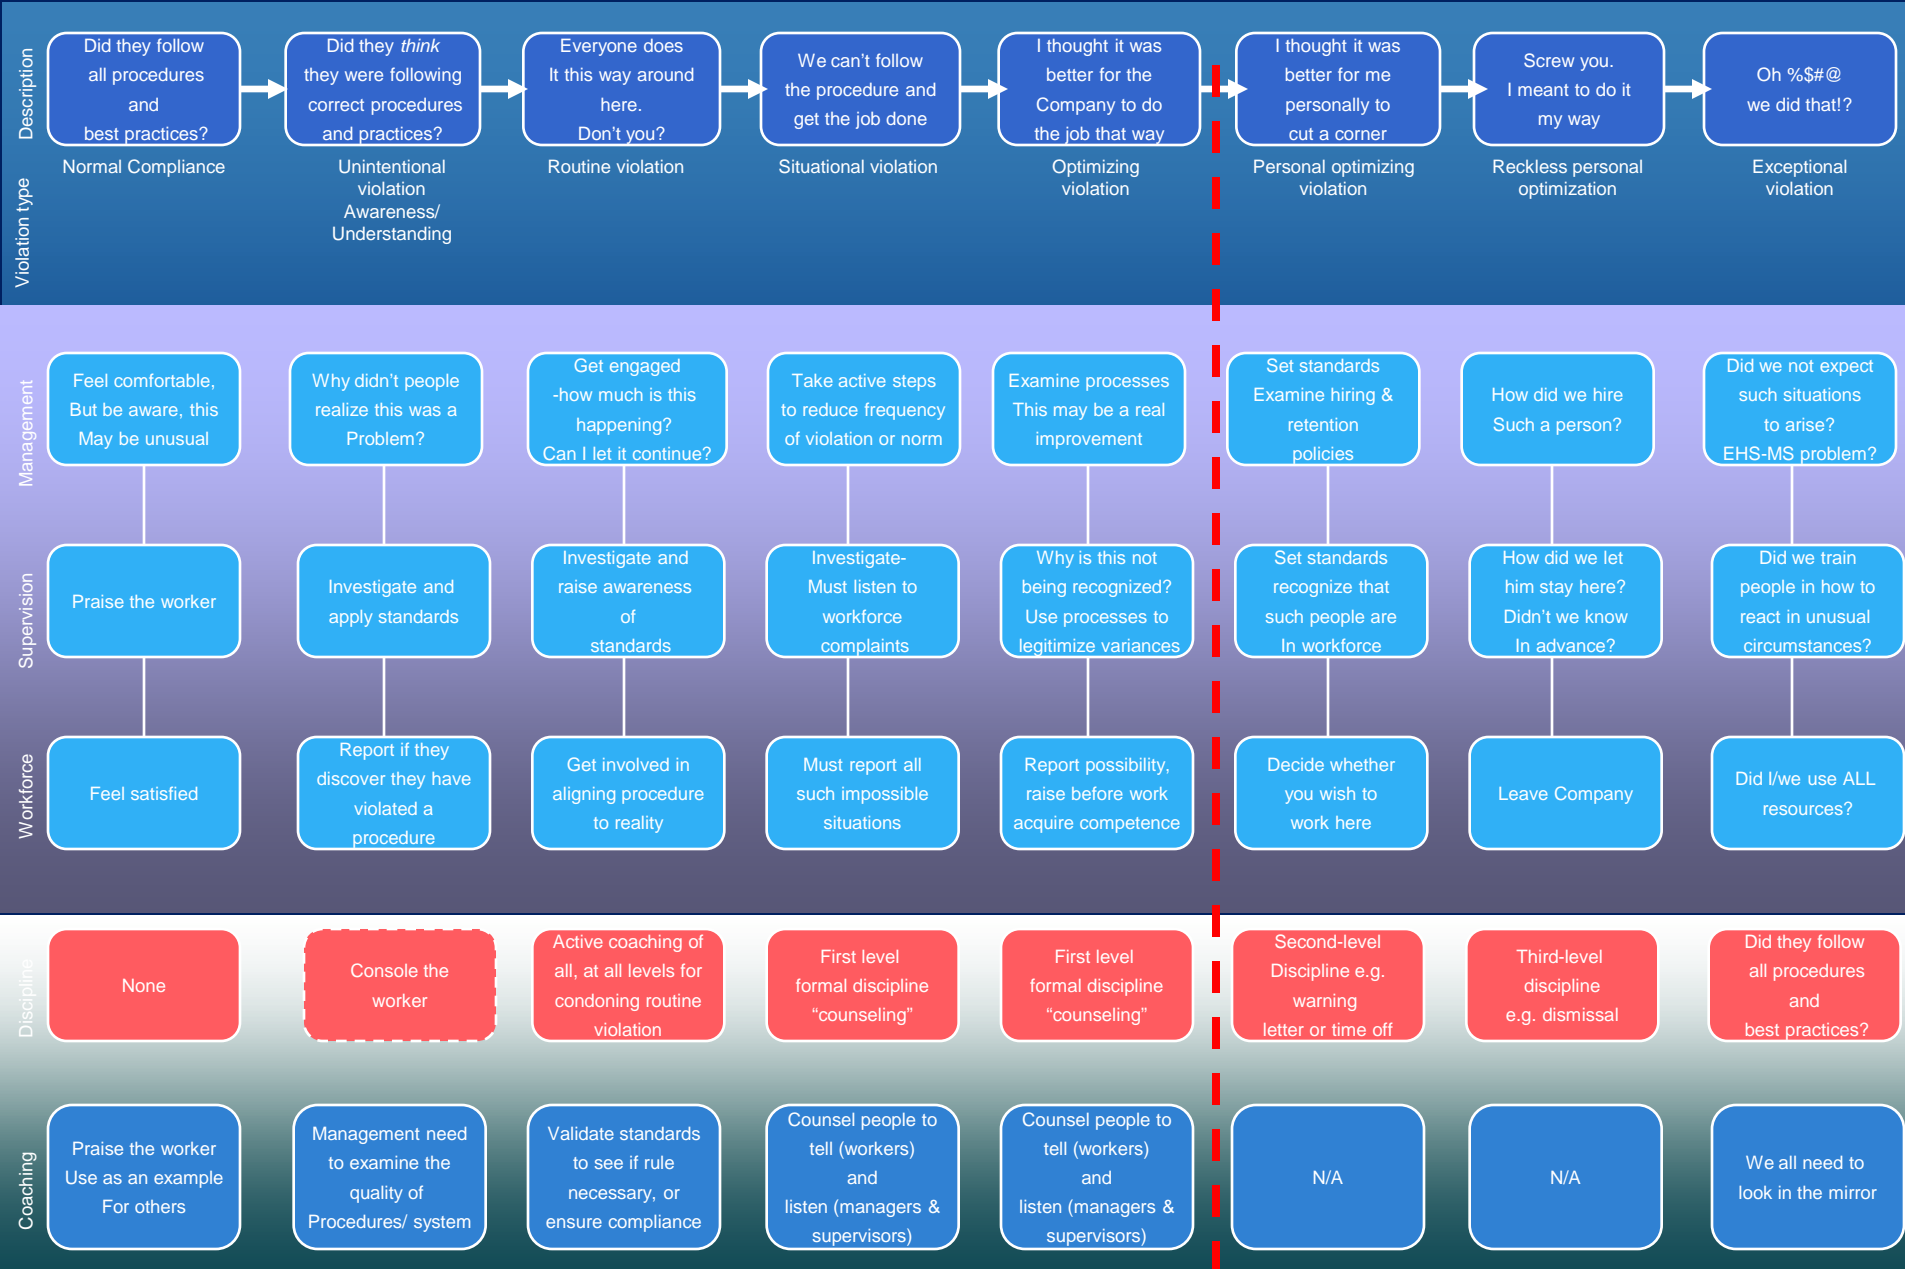 Description
Did they follow
all procedures
and
best practices?
Did they think
they were following
correct procedures
and practices?
Everyone does
It this way around
here.
Don't you?
We can't follow
the procedure and
get the job done
I thought it was
better for the
Company to do
the job that way
I thought it was
better for me
personally to
cut a corner
Screw you.
I meant to do it
my way
Oh %$#@
we did that!?
Violation type
Normal Compliance
Unintentional
violation
Awareness/
Understanding
Routine violation
Situational violation
Optimizing
violation
Personal optimizing
violation
Reckless personal
optimization
Exceptional
violation
Management
Feel comfortable,
But be aware, this
May be unusual
Why didn't people
realize this was a
Problem?
Get engaged
-how much is this
happening?
Can I let it continue?
Take active steps
to reduce frequency
of violation or norm
Examine processes
This may be a real
improvement
Set standards
Examine hiring &
retention
policies
How did we hire
Such a person?
Did we not expect
such situations
to arise?
EHS-MS problem?
Supervision
Praise the worker
Investigate and
apply standards
Investigate and
raise awareness
of
standards
Investigate-
Must listen to
workforce
complaints
Why is this not
being recognized?
Use processes to
legitimize variances
Set standards
recognize that
such people are
In workforce
How did we let
him stay here?
Didn't we know
In advance?
Did we train
people in how to
react in unusual
circumstances?
Workforce
Feel satisfied
Report if they
discover they have
violated a
procedure
Get involved in
aligning procedure
to reality
Must report all
such impossible
situations
Report possibility,
raise before work
acquire competence
Decide whether
you wish to
work here
Leave Company
Did I/we use ALL
resources?
Discipline
None
Console the
worker
Active coaching of
all, at all levels for
condoning routine
violation
First level
formal discipline
“counseling”
First level
formal discipline
“counseling”
Second-level
Discipline e.g.
warning
letter or time off
Third-level
discipline
e.g. dismissal
Did they follow
all procedures
and
best practices?
Coaching
Praise the worker
Use as an example
For others
Management need
to examine the
quality of
Procedures/ system
Validate standards
to see if rule
necessary, or
ensure compliance
Counsel people to
tell (workers)
and
listen (managers &
supervisors)
Counsel people to
tell (workers)
and
listen (managers &
supervisors)
N/A
N/A
We all need to
look in the mirror